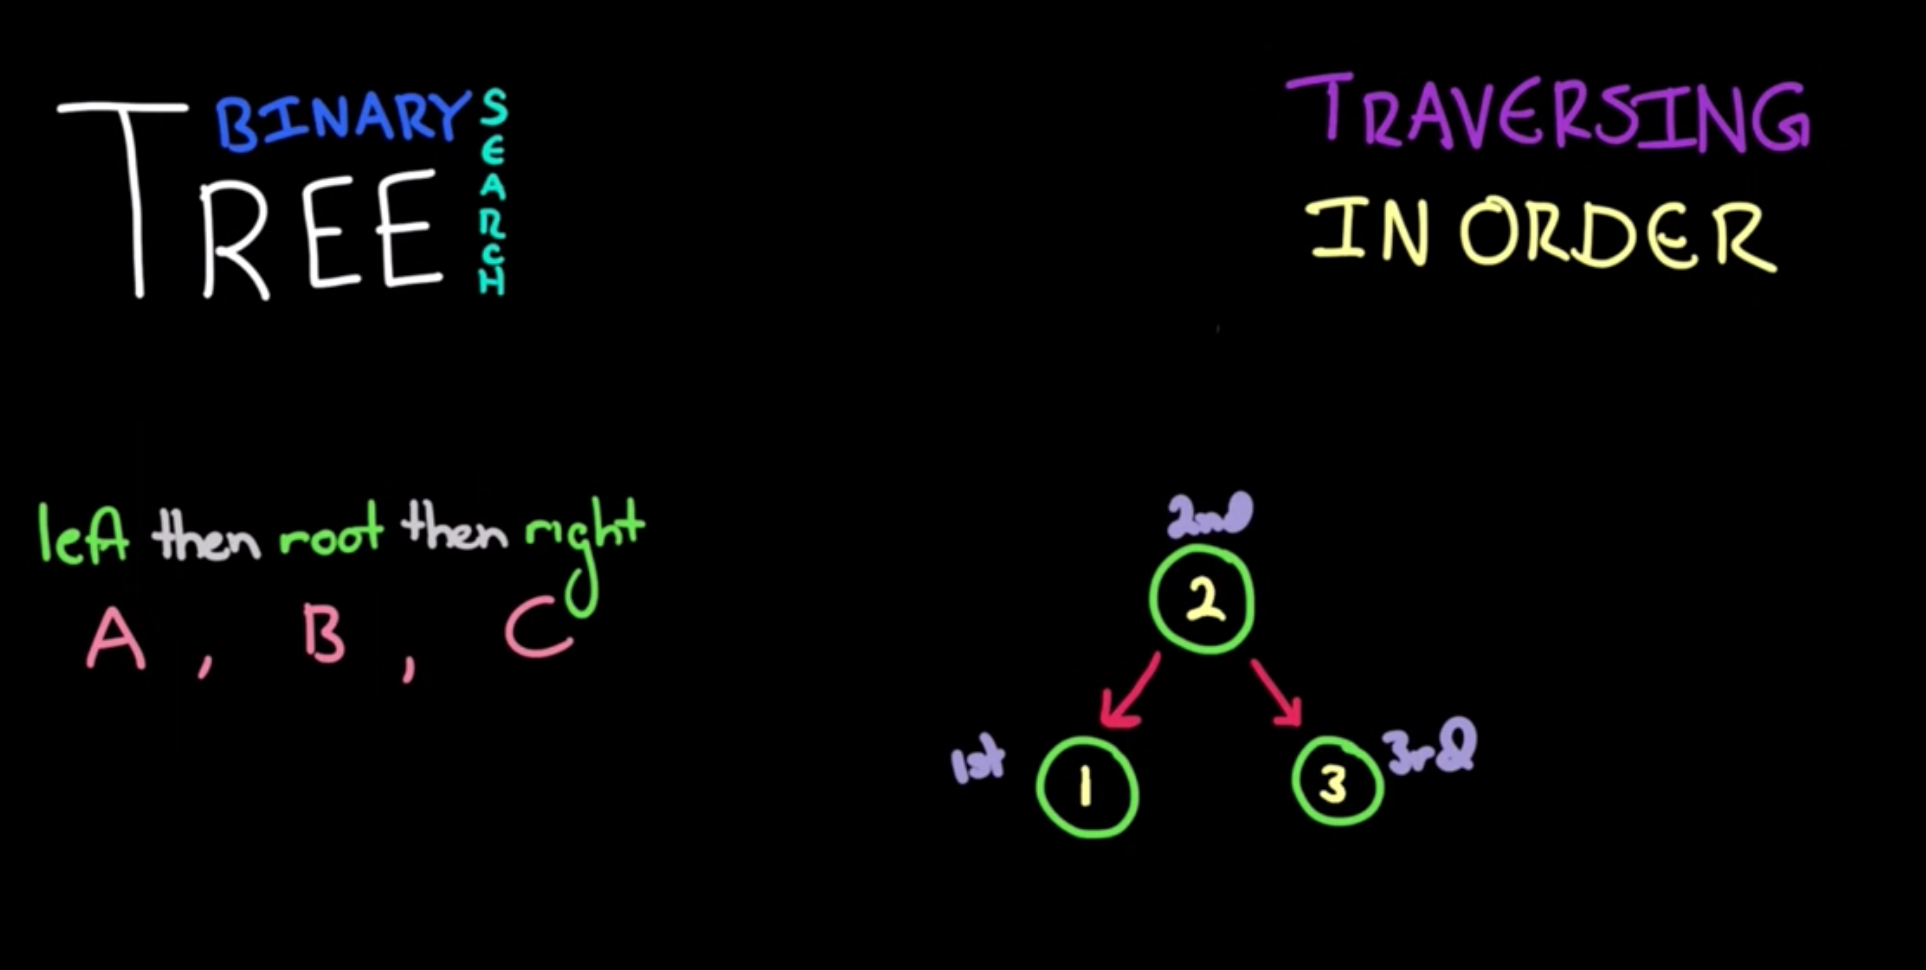 BINARY
TREE
SEARCH
TRAVERSING
IN ORDER
left then root then right
A , B , C
2nd
2
1st
1
3
3rd